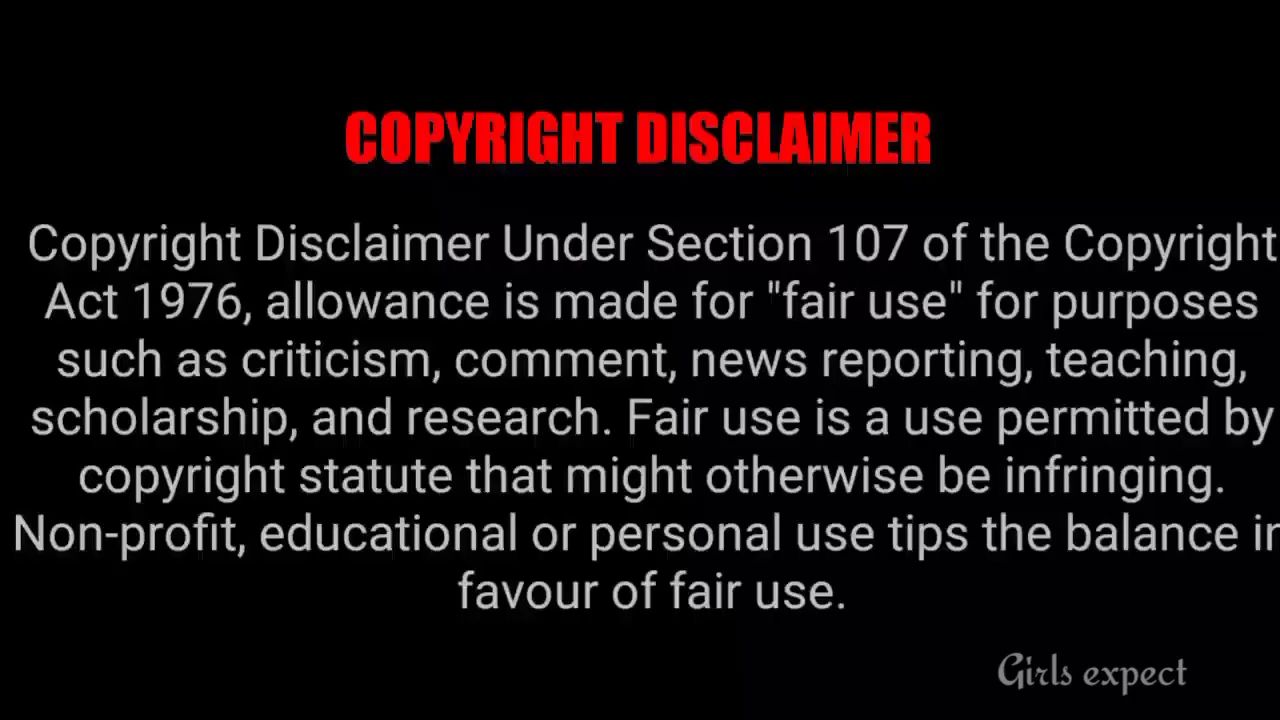 COPYRIGHT DISCLAIMER
Copyright Disclaimer Under Section 107 of the Copyright
Act 1976, allowance is made for "fair use" for purposes
such as criticism, comment, news reporting, teaching,
scholarship, and research. Fair use is a use permitted by
copyright statute that might otherwise be infringing.
Non-profit, educational or personal use tips the balance in
favour of fair use.
Girls expect